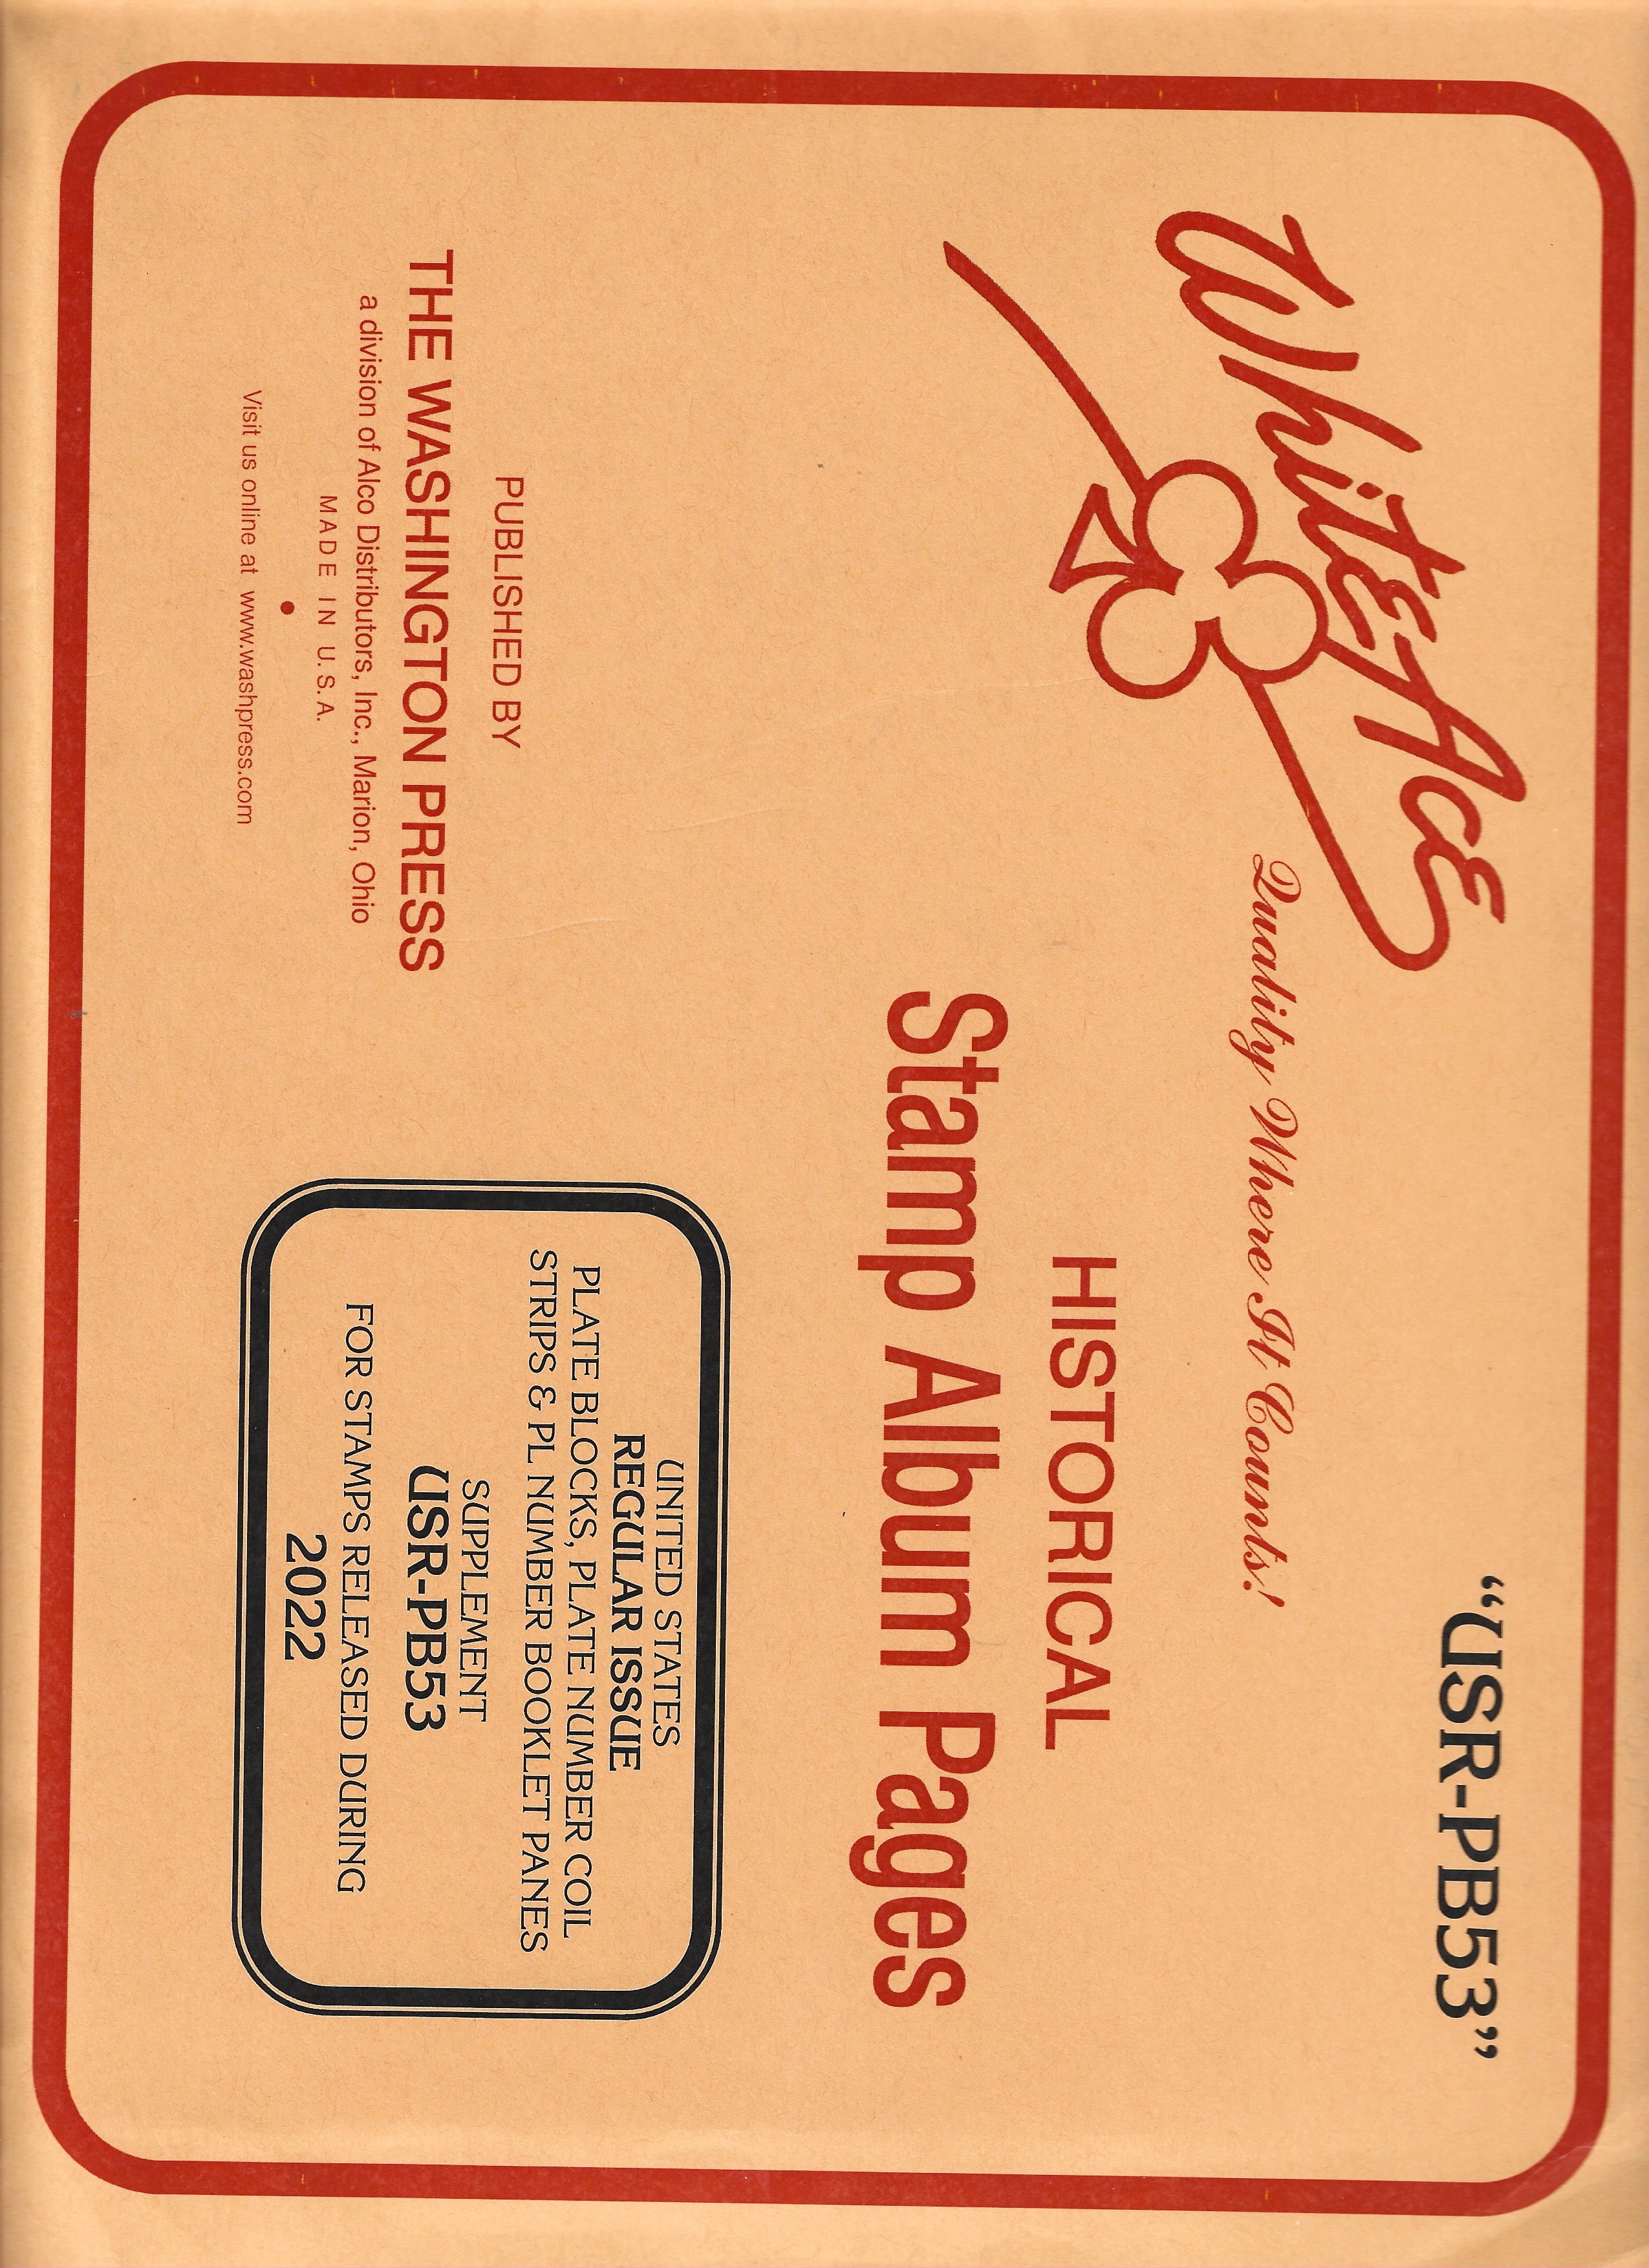 “USR-PB53”
White Ace
Quality Where It Counts!
HISTORICAL
Stamp Album Pages
PUBLISHED BY
THE WASHINGTON PRESS
a division of Alco Distributors, Inc., Marion, Ohio
MADE IN U.S.A.
•
Visit us online at www.washpress.com
UNITED STATES
REGULAR ISSUE
PLATE BLOCKS, PLATE NUMBER COIL
STRIPS & PL NUMBER BOOKLET PANES
SUPPLEMENT
USR-PB53
FOR STAMPS RELEASED DURING
2022